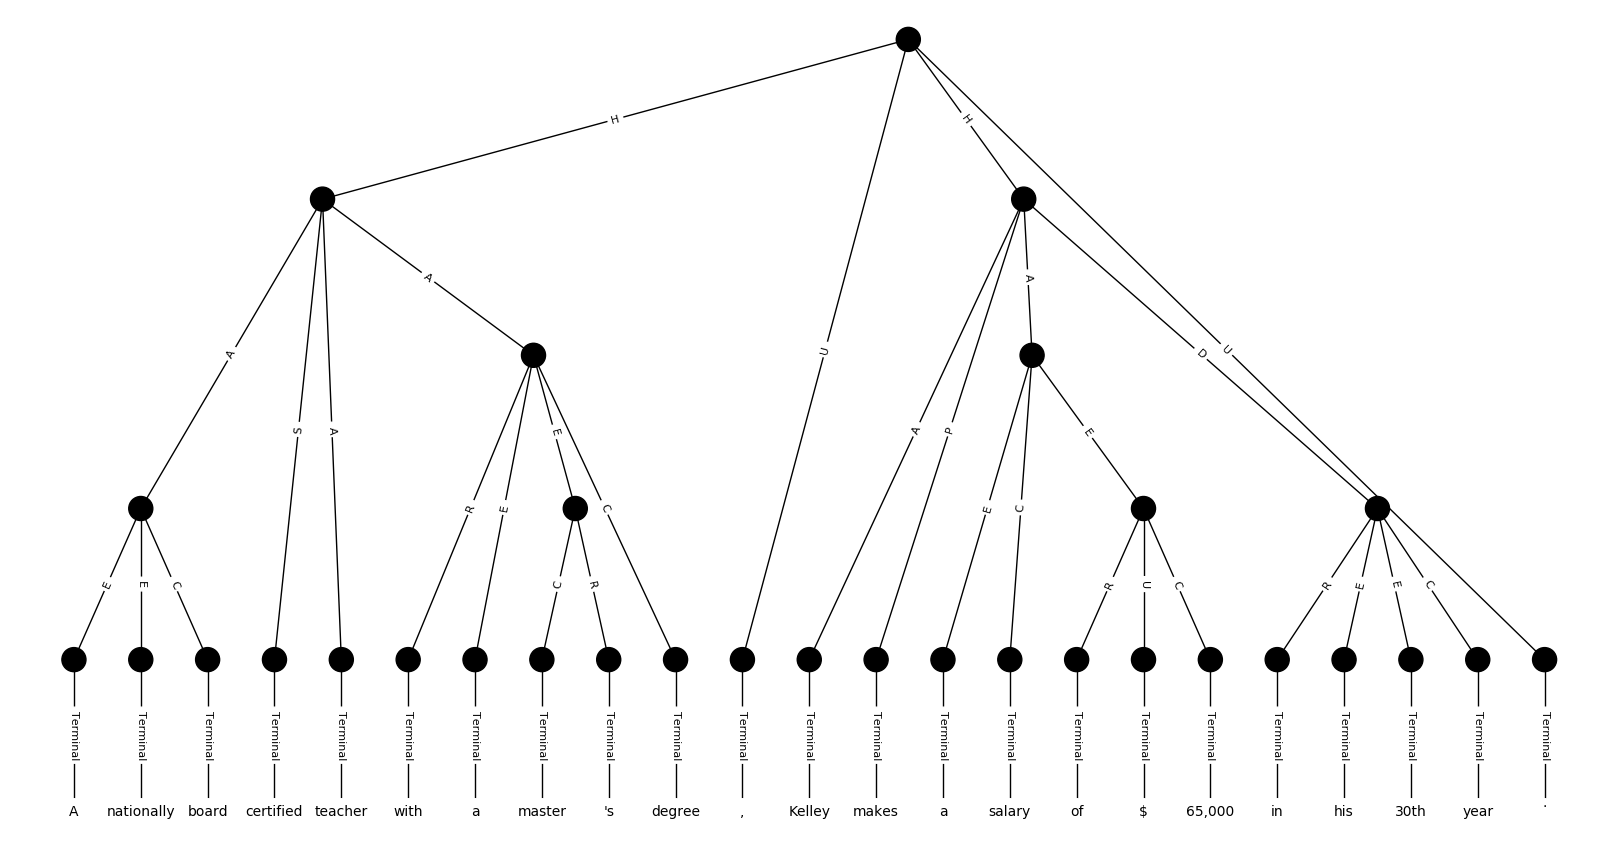 H H
A S A A U A P A D U
R E E C E C E
E E C C R R U C R E E C
Terminal Terminal Terminal Terminal Terminal Terminal Terminal Terminal Terminal Terminal Terminal Terminal Terminal Terminal Terminal Terminal Terminal Terminal Terminal Terminal Terminal Terminal Terminal
A nationally board certified teacher with a master 's degree , Kelley makes a salary of $ 65,000 in his 30th year .